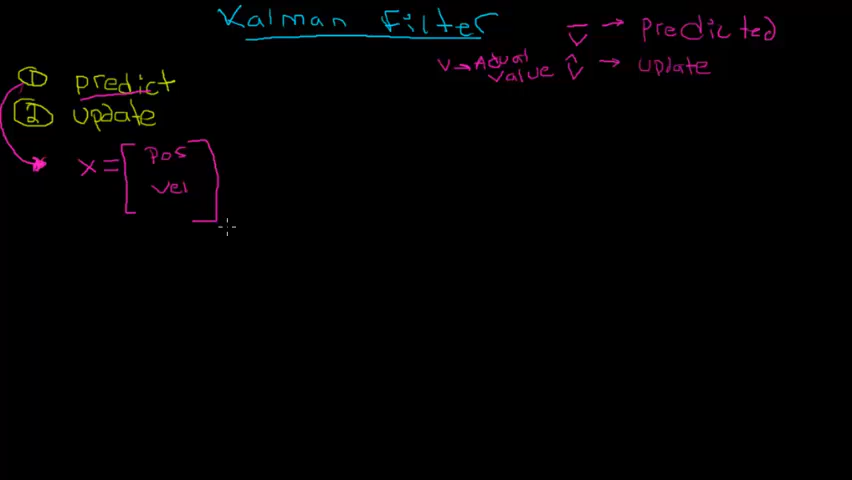 Kalman Filter
v̅ → predicted
v → Actual value v̂ → update
① predict
② update
x = [pos
vel]